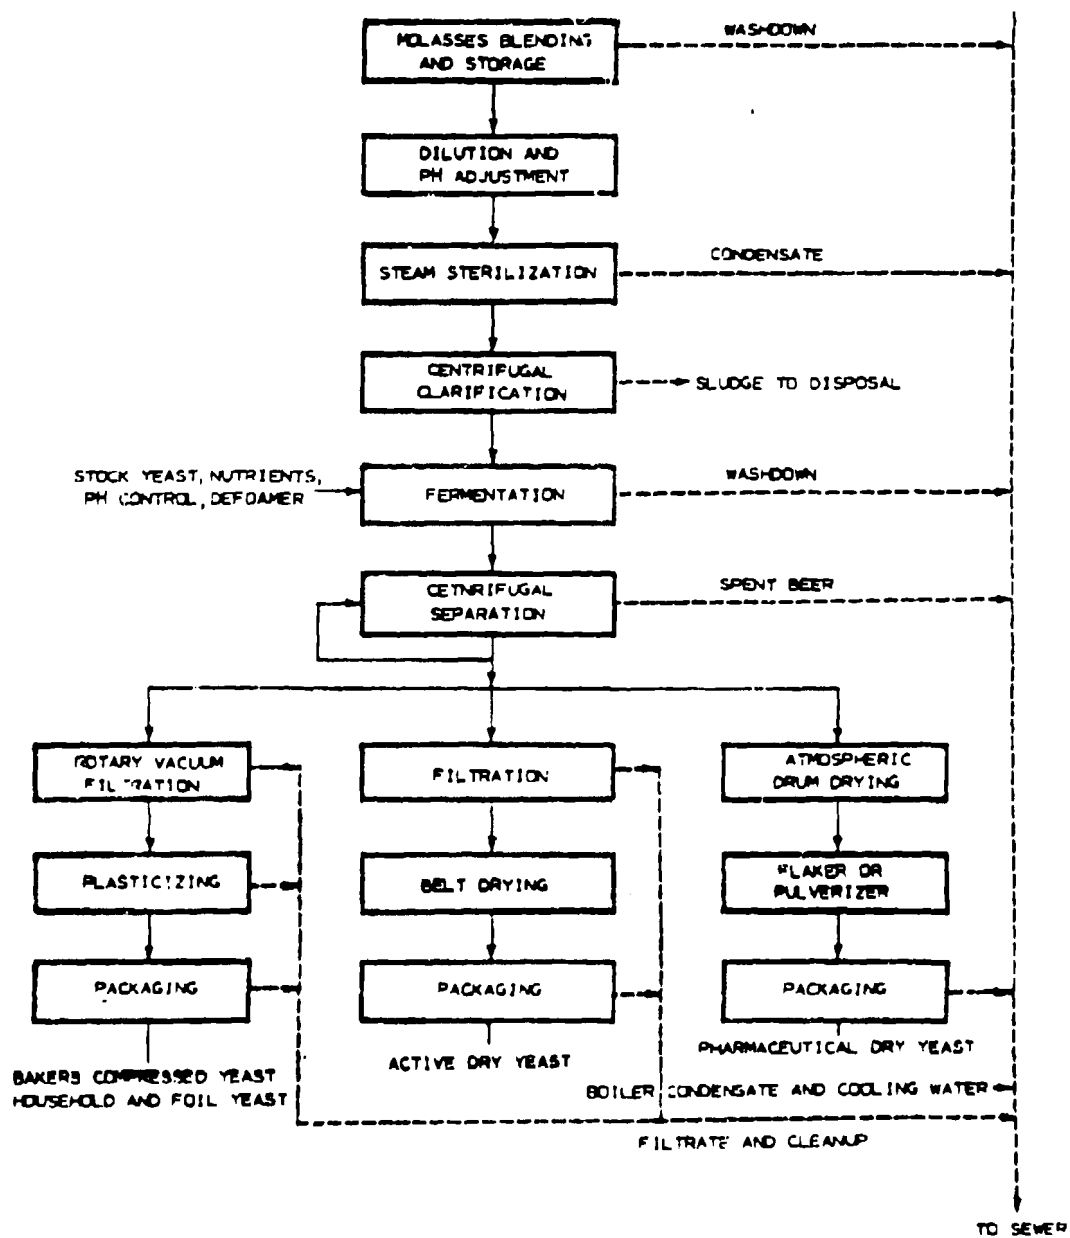 MOLASSES BLENDING
AND STORAGE
WASHDOWN
DILUTION AND
PH ADJUSTMENT
STEAM STERILIZATION
CONDENSATE
CENTRIFUGAL
CLARIFICATION
SLUDGE TO DISPOSAL
STOCK YEAST, NUTRIENTS,
PH CONTROL, DEFOAMER
FERMENTATION
WASHDOWN
CETNRIFUGAL
SEPARATION
SPENT BEER
ROTARY VACUUM
FILTRATION
FILTRATION
ATMOSPHERIC
DRUM DRYING
PLASTICIZING
BELT DRYING
FLAKER OR
PULVERIZER
PACKAGING
PACKAGING
PACKAGING
BAKERS COMPRESSED YEAST
HOUSEHOLD AND FOIL YEAST
ACTIVE DRY YEAST
PHARMACEUTICAL DRY YEAST
BOILER CONDENSATE AND COOLING WATER
FILTRATE AND CLEANUP
TO SEWER